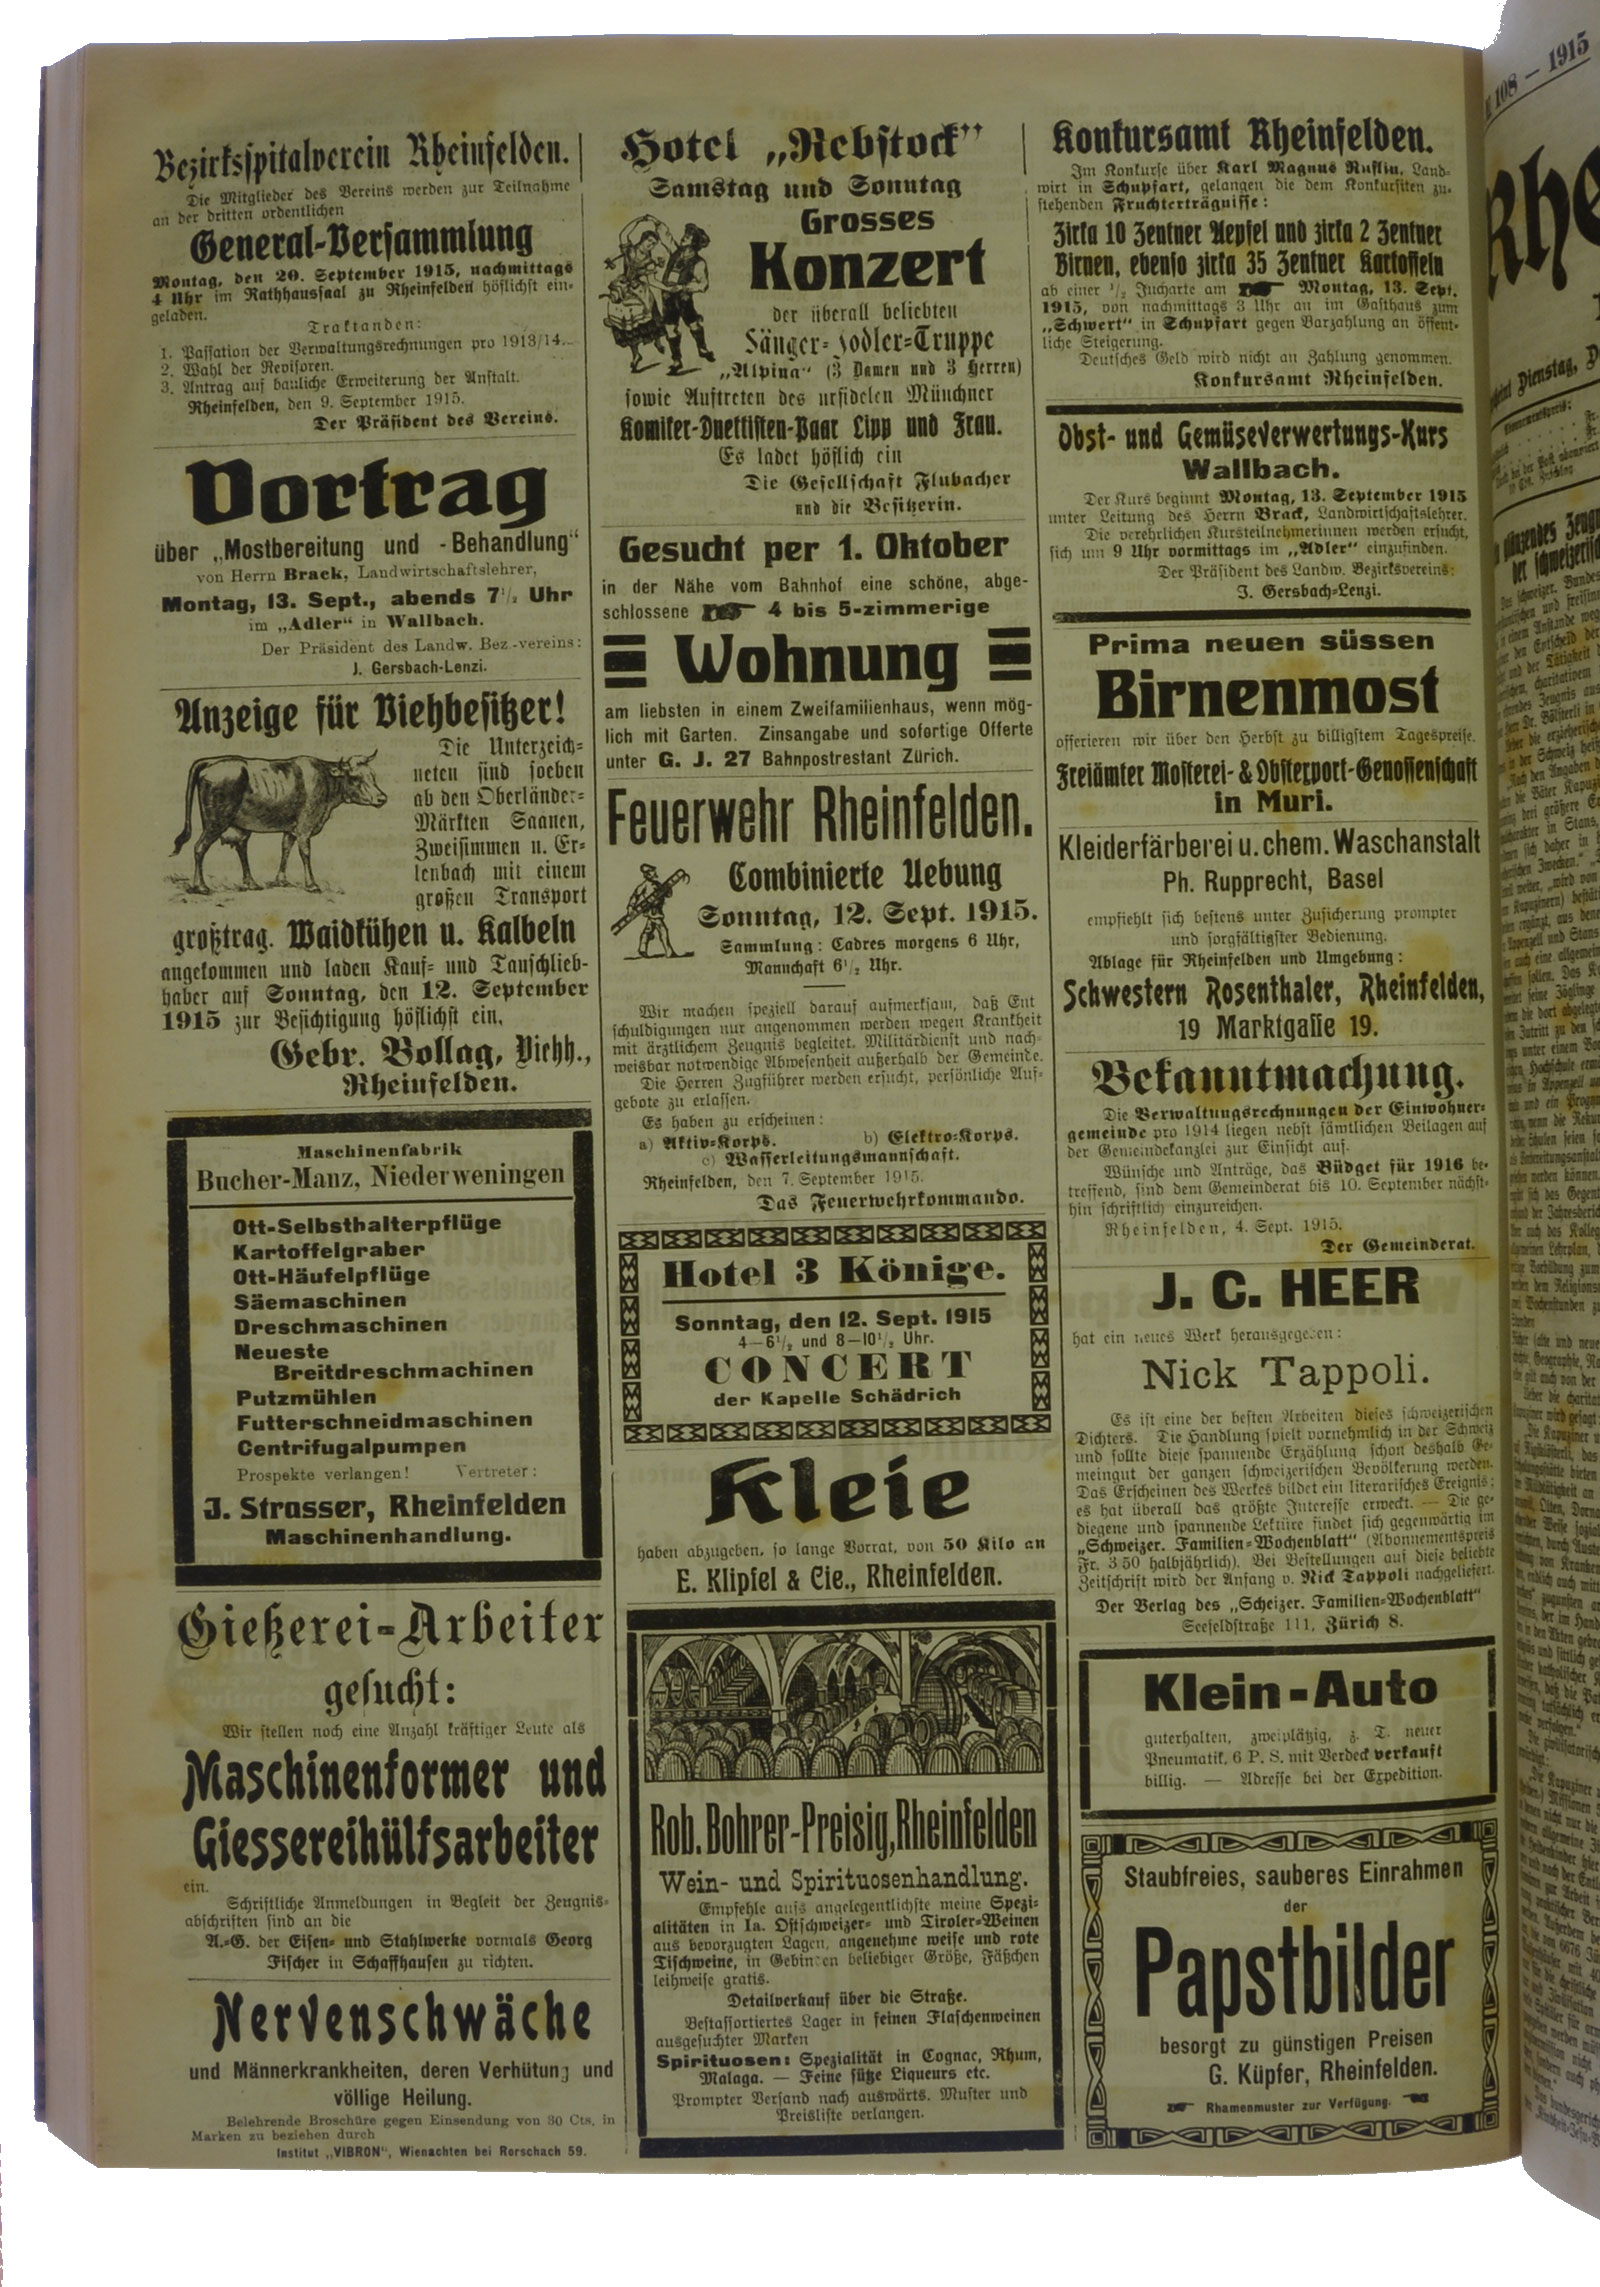 Bezirksspitalverein Rheinfelden.
Die Mitglieder des Vereins werden zur Teilnahme
an der dritten ordentlichen
General-Versammlung
Montag, den 20. September 1915, nachmittags
4 Uhr im Rathhaussaal zu Rheinfelden höflichst ein-
geladen.
Traktanden:
1. Passation der Verwaltungsrechnungen pro 1913/14.
2. Wahl der Revisoren.
3. Antrag auf bauliche Erweiterung der Anstalt.
Rheinfelden, den 9. September 1915.
Der Präsident des Vereins.
Vortrag
über „Mostbereitung und -Behandlung"
von Herrn Brack, Landwirtschaftslehrer,
Montag, 13. Sept., abends 7½ Uhr
im „Adler" in Wallbach.
Der Präsident des Landw. Bez.-vereins:
J. Gersbach-Lenzi.
Anzeige für Viehbesitzer!
Die Unterzeich-
neten sind soeben
ab den Oberländer-
Märkten Saanen,
Zweisimmen u. Er-
lenbach mit einem
großen Transport
großtrag. Waidkühen u. Kalbeln
angekommen und laden Kauf- und Tauschlieb-
haber auf Sonntag, den 12. September
1915 zur Besichtigung höflichst ein.
Gebr. Bollag, Viehh.,
Rheinfelden.
Maschinenfabrik
Bucher-Manz, Niederweningen
Ott-Selbsthalterpflüge
Kartoffelgraber
Ott-Häufelpflüge
Säemaschinen
Dreschmaschinen
Neueste
Breitdreschmachinen
Putzmühlen
Futterschneidmaschinen
Centrifugalpumpen
Prospekte verlangen! Vertreter:
J. Strasser, Rheinfelden
Maschinenhandlung.
Gießerei-Arbeiter
gesucht:
Wir stellen noch eine Anzahl kräftiger Leute als
Maschinenformer und
Giessereihülfsarbeiter
ein.
Schriftliche Anmeldungen in Begleit der Zeugnis-
abschriften sind an die
A.-G. der Eisen- und Stahlwerke vormals Georg
Fischer in Schaffhausen zu richten.
Nervenschwäche
und Männerkrankheiten, deren Verhütung und
völlige Heilung.
Belehrende Broschüre gegen Einsendung von 30 Cts. in
Marken zu beziehen durch
Institut „VIBRON", Wienachten bei Rorschach 59.
Hotel „Rebstock"
Samstag und Sonntag
Grosses
Konzert
der überall beliebten
Sänger- Jodler-Truppe
„Alpina" (3 Damen und 3 Herren)
sowie Auftreten des urfidelen Münchner
Komiker-Duettisten-Paar Lipp und Frau.
Es ladet höflich ein
Die Gesellschaft Flubacher
und die Besitzerin.
Gesucht per 1. Oktober
in der Nähe vom Bahnhof eine schöne, abge-
schlossene 4 bis 5-zimmerige
Wohnung
am liebsten in einem Zweifamilienhaus, wenn mög-
lich mit Garten. Zinsangabe und sofortige Offerte
unter G. J. 27 Bahnpostrestant Zürich.
Feuerwehr Rheinfelden.
Combinierte Uebung
Sonntag, 12. Sept. 1915.
Sammlung: Cadres morgens 6 Uhr,
Mannchaft 6½ Uhr.
Wir machen speziell darauf aufmerksam, daß Ent
schuldigungen nur angenommen werden wegen Krankheit
mit ärztlichem Zeugnis begleitet. Militärdienst und nach-
weisbar notwendige Abwesenheit außerhalb der Gemeinde.
Die Herren Zugführer werden ersucht, persönliche Auf-
gebote zu erlassen.
Es haben zu erscheinen:
a) Aktiv-Korps. b) Elektro-Korps.
c) Wasserleitungsmannschaft.
Rheinfelden, den 7. September 1915.
Das Feuerwehrkommando.
Hotel 3 Könige.
Sonntag, den 12. Sept. 1915
4—6½ und 8—10½ Uhr.
CONCERT
der Kapelle Schädrich
Kleie
haben abzugeben, so lange Vorrat, von 50 Kilo an
E. Klipfel & Cie., Rheinfelden.
Rob. Bohrer-Preisig, Rheinfelden
Wein- und Spirituosenhandlung.
Empfehle aufs angelegentlichste meine Spezi-
alitäten in Ia. Ostschweizer- und Tiroler-Weinen
aus bevorzugten Lagen, angenehme weiße und rote
Tischweine, in Gebinden beliebiger Größe, Fäßchen
leihweise gratis.
Detailverkauf über die Straße.
Bestassortiertes Lager in feinen Flaschenweinen
ausgesuchter Marken
Spirituosen: Spezialität in Cognac, Rhum,
Malaga. — Feine süße Liqueurs etc.
Prompter Versand nach auswärts. Muster und
Preisliste verlangen.
Konkursamt Rheinfelden.
Im Konkurse über Karl Magnus Ruflin, Land-
wirt in Schupfart, gelangen die dem Konkursiten zu-
stehenden Fruchterträgnisse:
Zirka 10 Zentner Aepfel und zirka 2 Zentner
Birnen, ebenso zirka 35 Zentner Kartoffeln
ab einer ½ Jucharte am Montag, 13. Sept.
1915, von nachmittags 3 Uhr an im Gasthaus zum
„Schwert" in Schupfart gegen Barzahlung an öffent-
liche Steigerung.
Deutsches Geld wird nicht an Zahlung genommen.
Konkursamt Rheinfelden.
Obst- und Gemüseverwertungs-Kurs
Wallbach.
Der Kurs beginnt Montag, 13. September 1915
unter Leitung des Herrn Brack, Landwirtschaftslehrer.
Die verehrlichen Kursteilnehmerinnen werden ersucht,
sich um 9 Uhr vormittags im „Adler" einzufinden.
Der Präsident des Landw. Bezirksvereins:
J. Gersbach-Lenzi.
Prima neuen süssen
Birnenmost
offerieren wir über den Herbst zu billigstem Tagespreise.
Freiämter Mosterei- & Obstexport-Genossenschaft
in Muri.
Kleiderfärberei u. chem. Waschanstalt
Ph. Rupprecht, Basel
empfiehlt sich bestens unter Zusicherung prompter
und sorgfältigster Bedienung.
Ablage für Rheinfelden und Umgebung:
Schwestern Rosenthaler, Rheinfelden,
19 Marktgasse 19.
Bekanntmachung.
Die Verwaltungsrechnungen der Einwohner-
gemeinde pro 1914 liegen nebst sämtlichen Beilagen auf
der Gemeindekanzlei zur Einsicht auf.
Wünsche und Anträge, das Büdget für 1916 be-
treffend, sind dem Gemeinderat bis 10. September nächst-
hin schriftlich einzureichen.
Rheinfelden, 4. Sept. 1915.
Der Gemeinderat.
J. C. HEER
hat ein neues Werk herausgegeben:
Nick Tappoli.
Es ist eine der besten Arbeiten dieses schweizerischen
Dichters. Die Handlung spielt vornehmlich in der Schweiz
und sollte diese spannende Erzählung schon deshalb Ge-
meingut der ganzen schweizerischen Bevölkerung werden.
Das Erscheinen des Werkes bildet ein literarisches Ereignis;
es hat überall das größte Interesse erweckt. — Die ge-
diegene und spannende Lektüre findet sich gegenwärtig im
„Schweizer. Familien-Wochenblatt" (Abonnementspreis
Fr. 3 50 halbjährlich). Bei Bestellungen auf diese beliebte
Zeitschrift wird der Anfang v. Nick Tappoli nachgeliefert.
Der Verlag des „Scheizer. Familien-Wochenblatt"
Seefeldstraße 111, Zürich 8.
Klein-Auto
guterhalten, zweiplätzig, z. T. neuer
Pneumatik, 6 P. S. mit Verdeck verkauft
billig. — Adresse bei der Expedition.
Staubfreies, sauberes Einrahmen
der
Papstbilder
besorgt zu günstigen Preisen
G. Küpfer, Rheinfelden.
Rhamenmuster zur Verfügung.
108 — 1915